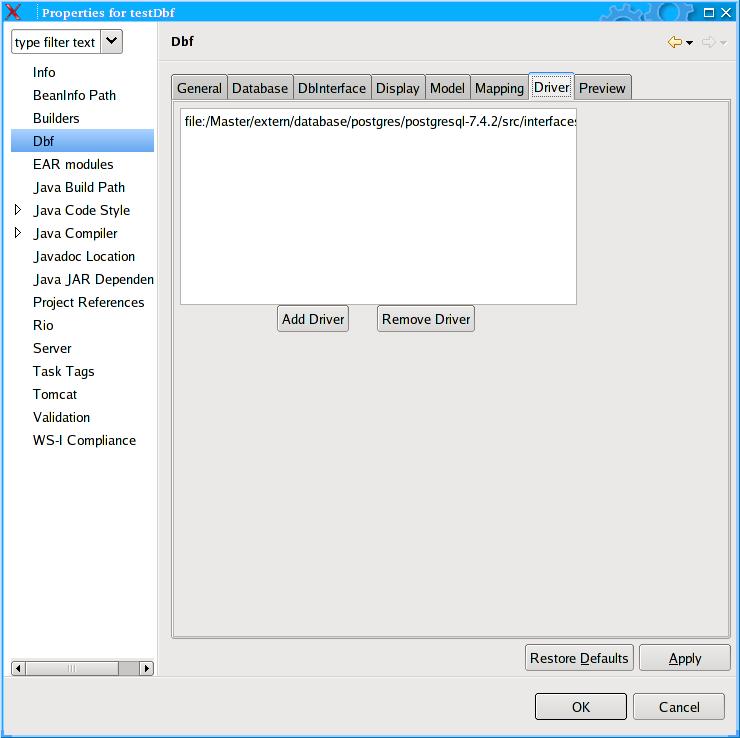 Properties for testDbf
type filter text
Info
BeanInfo Path
Builders
Dbf
EAR modules
Java Build Path
Java Code Style
Java Compiler
Javadoc Location
Java JAR Dependen
Project References
Rio
Server
Task Tags
Tomcat
Validation
WS-I Compliance
Dbf
General Database DbInterface Display Model Mapping Driver Preview
file:/Master/extern/database/postgres/postgresql-7.4.2/src/interfaces
Add Driver Remove Driver
Restore Defaults Apply
OK Cancel